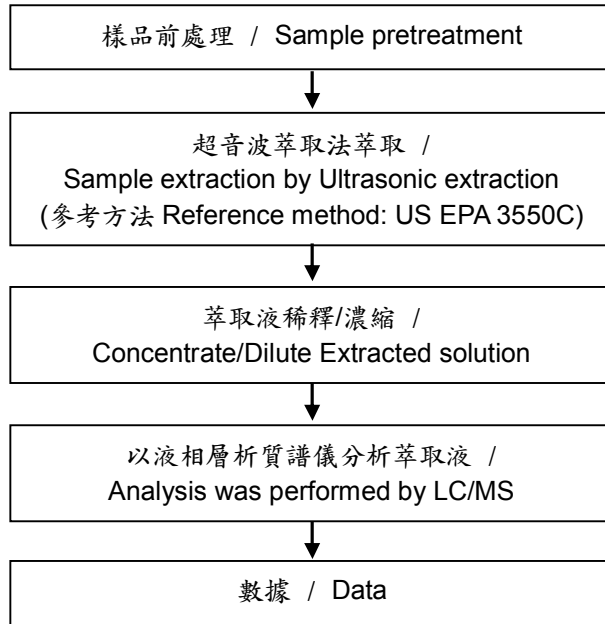 樣品前處理 / Sample pretreatment
超音波萃取法萃取 /
Sample extraction by Ultrasonic extraction
(參考方法 Reference method: US EPA 3550C)
萃取液稀釋/濃縮 /
Concentrate/Dilute Extracted solution
以液相層析質譜儀分析萃取液 /
Analysis was performed by LC/MS
數據 / Data